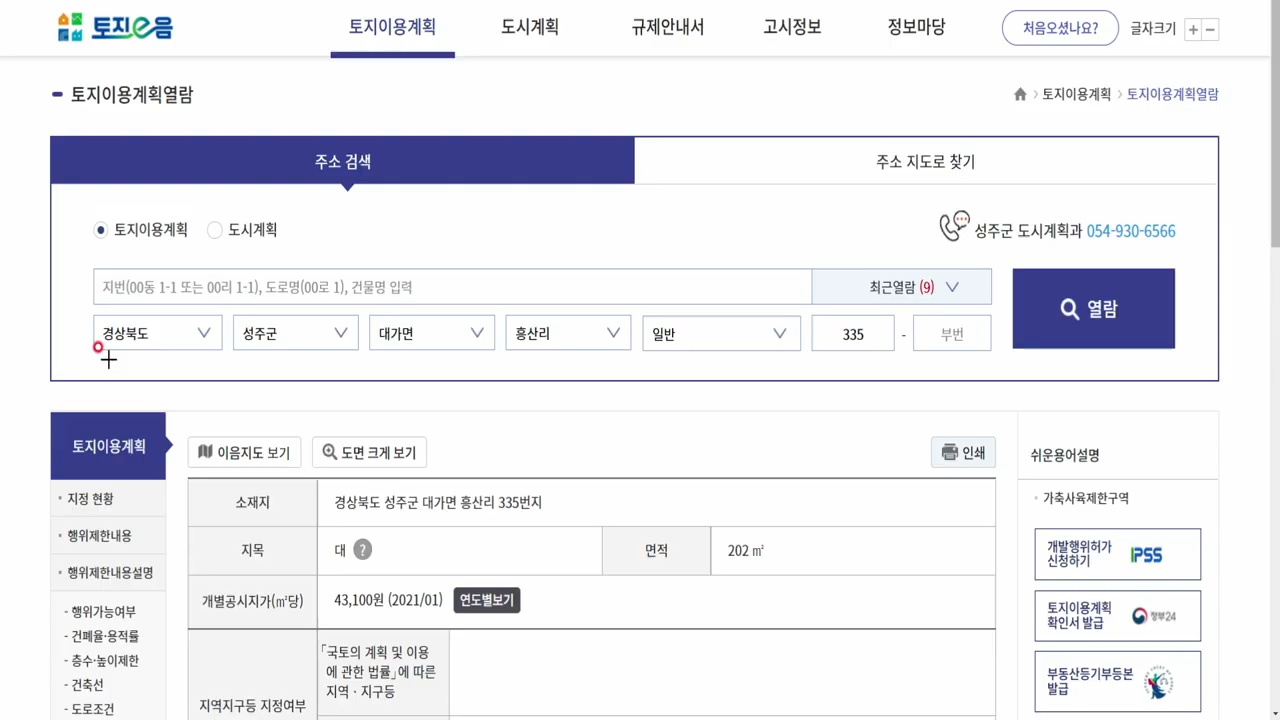 토지e음
토지이용계획 도시계획 규제안내서 고시정보 정보마당 처음오셨나요? 글자크기 + -
토지이용계획열람
토지이용계획 > 토지이용계획열람
주소 검색
주소 지도로 찾기
토지이용계획 도시계획
성주군 도시계획과 054-930-6566
지번(00동 1-1 또는 00리 1-1), 도로명(00로 1), 건물명 입력
최근열람 (9)
경상북도 성주군 대가면 흥산리 일반 335 - 부번
열람
토지이용계획
· 지정 현황
· 행위제한내용
· 행위제한내용설명
- 행위가능여부
- 건폐율·용적률
- 층수·높이제한
- 건축선
- 도로조건
이음지도 보기 도면 크게 보기 인쇄
소재지 경상북도 성주군 대가면 흥산리 335번지
지목 대 ? 면적 202 ㎡
개별공시지가(㎡당) 43,100원 (2021/01) 연도별보기
지역지구등 지정여부
「국토의 계획 및 이용
에 관한 법률」에 따른
지역 · 지구등
쉬운용어설명
· 가축사육제한구역
개발행위허가
신청하기
IPSS
토지이용계획
확인서 발급
정부24
부동산등기부등본
발급